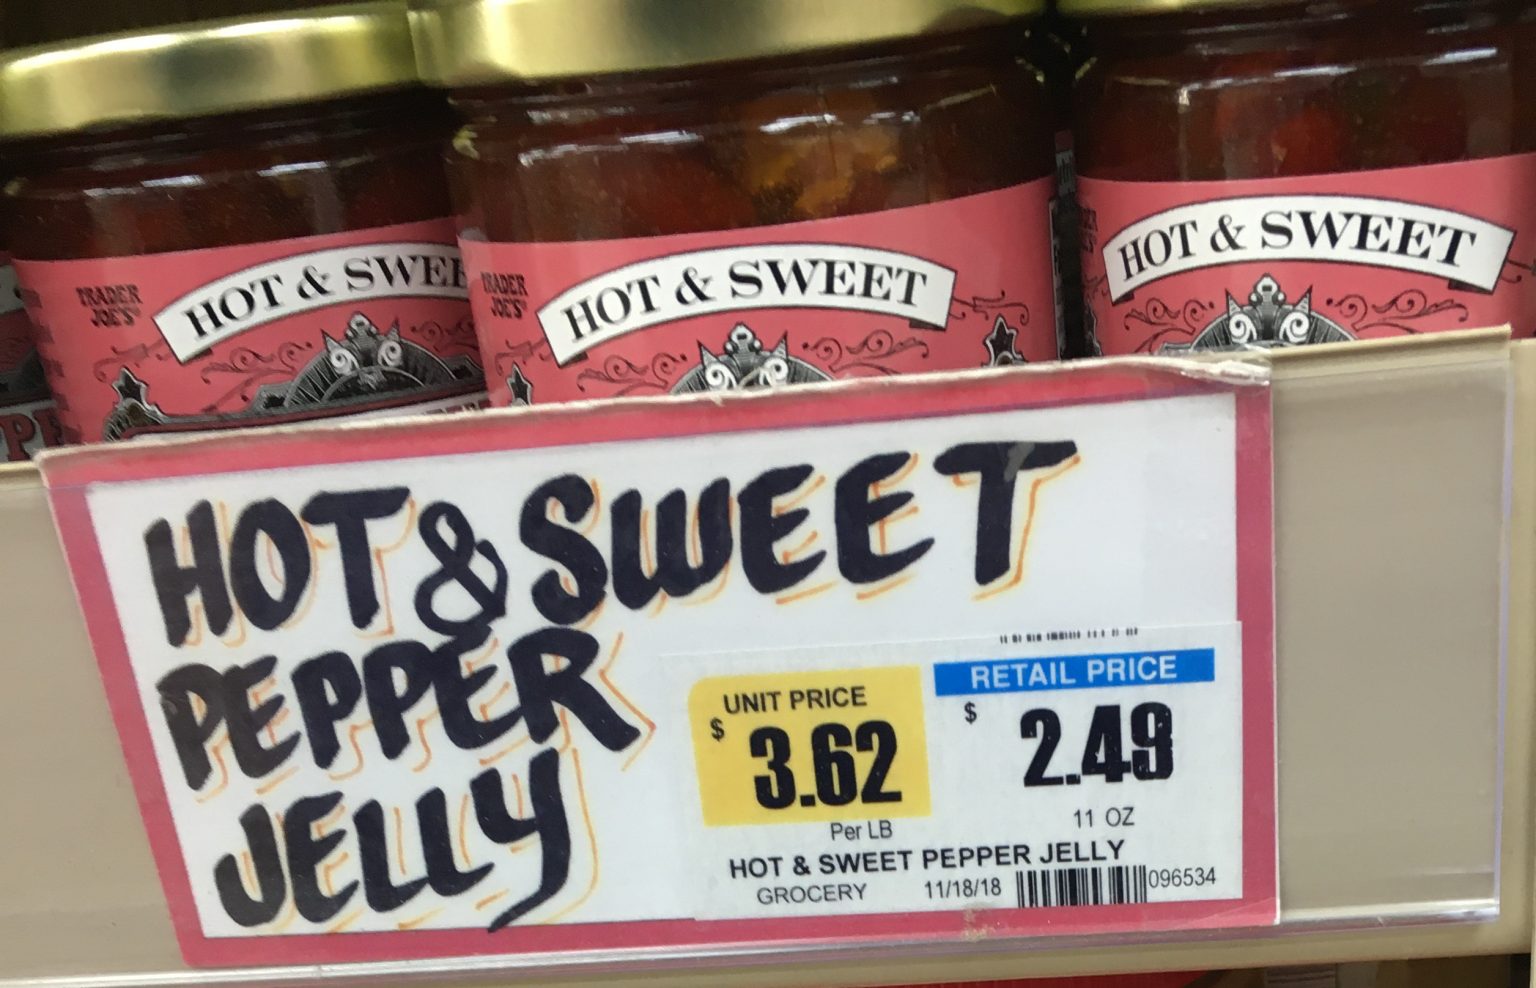 TRADER
JOE'S
HOT & SWEE
TRADER
JOE'S
HOT & SWEET
HOT & SWEET
HOT & SWEET
PEPPER
JELLY
UNIT PRICE
$ 3.62
Per LB
RETAIL PRICE
$ 2.49
11 OZ
HOT & SWEET PEPPER JELLY
GROCERY 11/18/18 096534